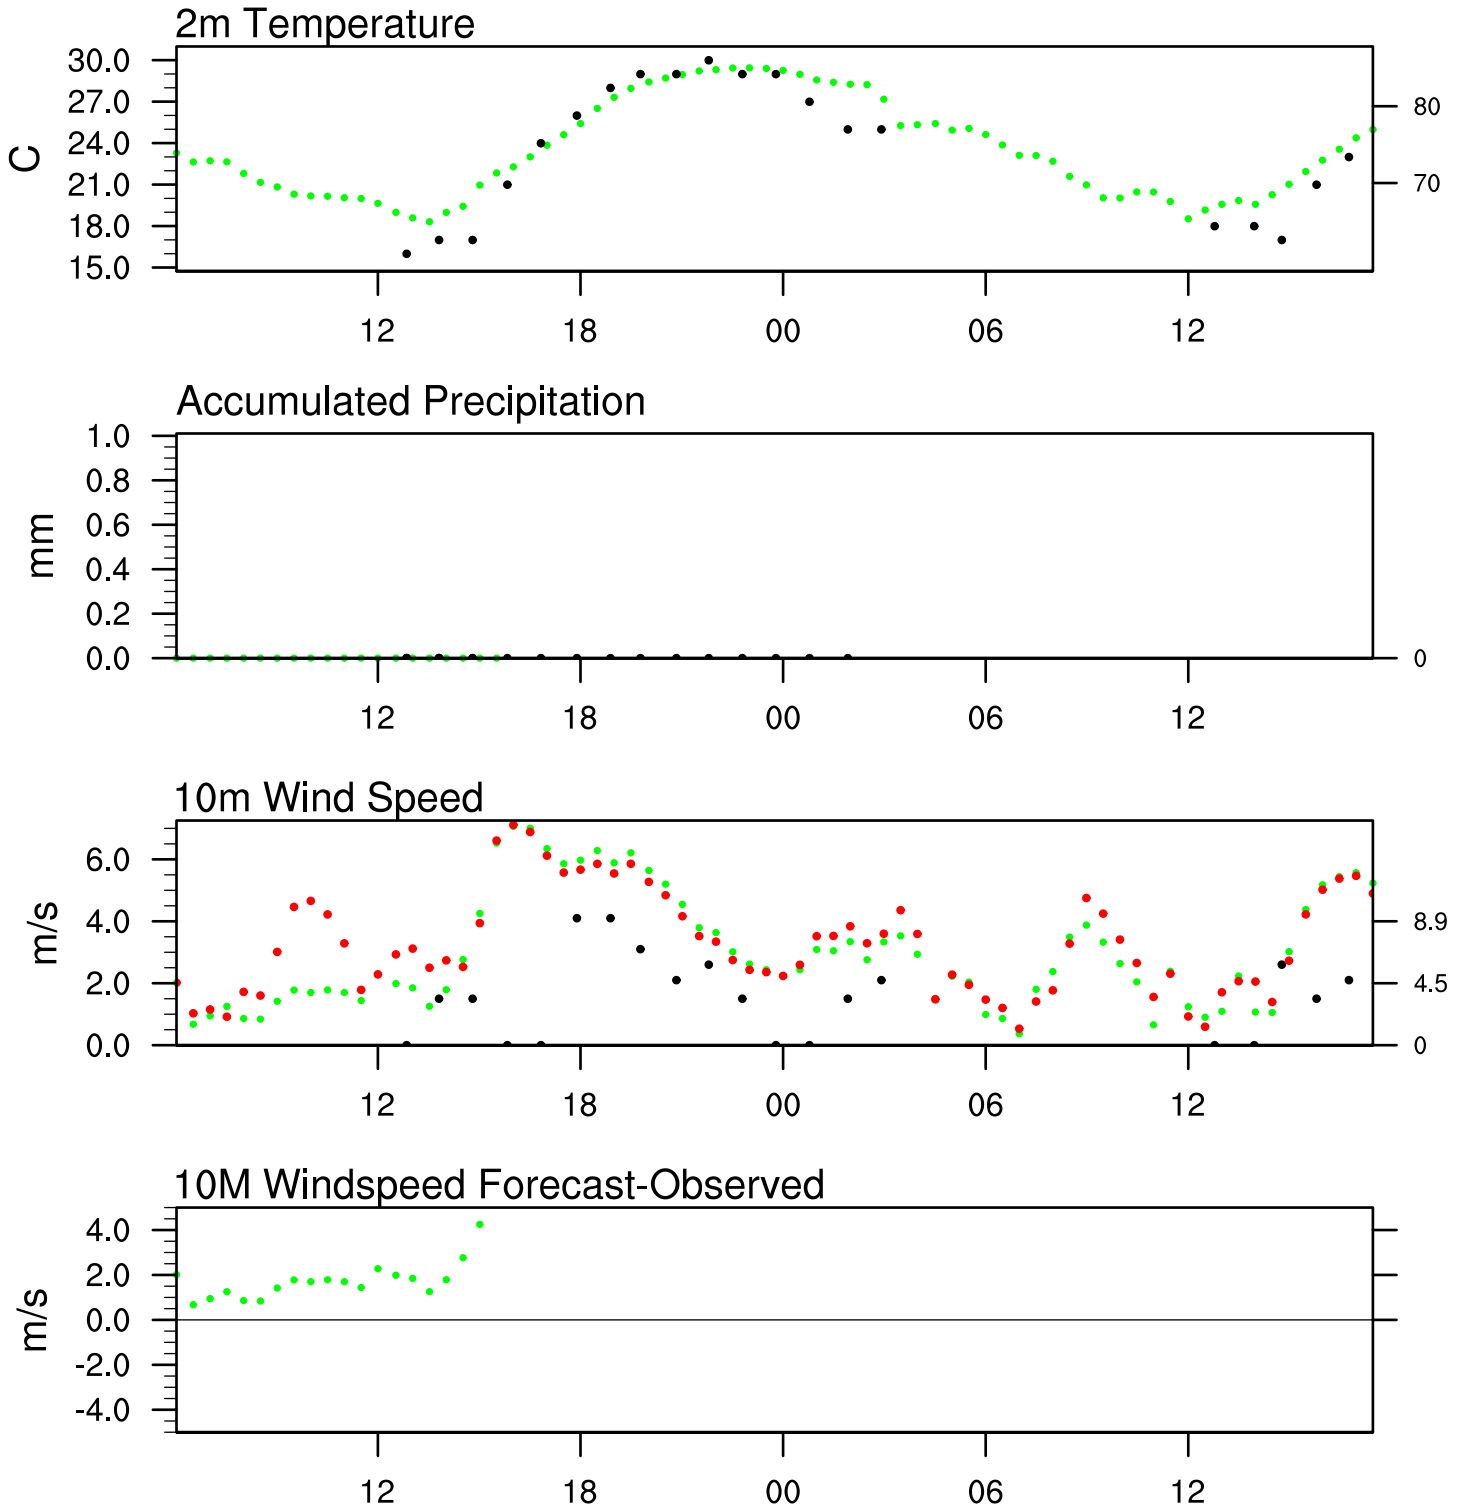 2m Temperature
30.0
27.0
24.0
21.0
18.0
15.0
C
80
70
12 18 00 06 12
Accumulated Precipitation
1.0
0.8
0.6
0.4
0.2
0.0
mm
0
12 18 00 06 12
10m Wind Speed
6.0
4.0
2.0
0.0
m/s
8.9
4.5
0
12 18 00 06 12
10M Windspeed Forecast-Observed
4.0
2.0
0.0
-2.0
-4.0
m/s
12 18 00 06 12